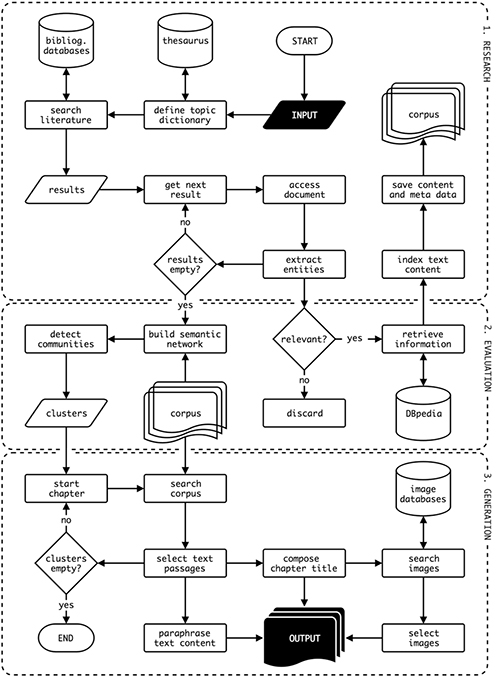 bibliog.
databases
thesaurus
START
search
literature
define topic
dictionary
INPUT
corpus
results
get next
result
access
document
save content
and meta data
no
results
empty?
extract
entities
index text
content
yes
1. RESEARCH
detect
communities
build semantic
network
relevant?
yes
retrieve
information
no
clusters
corpus
discard
DBpedia
2. EVALUATION
start
chapter
search
corpus
image
databases
no
clusters
empty?
select text
passages
compose
chapter title
search
images
yes
END
paraphrase
text content
OUTPUT
select
images
3. GENERATION